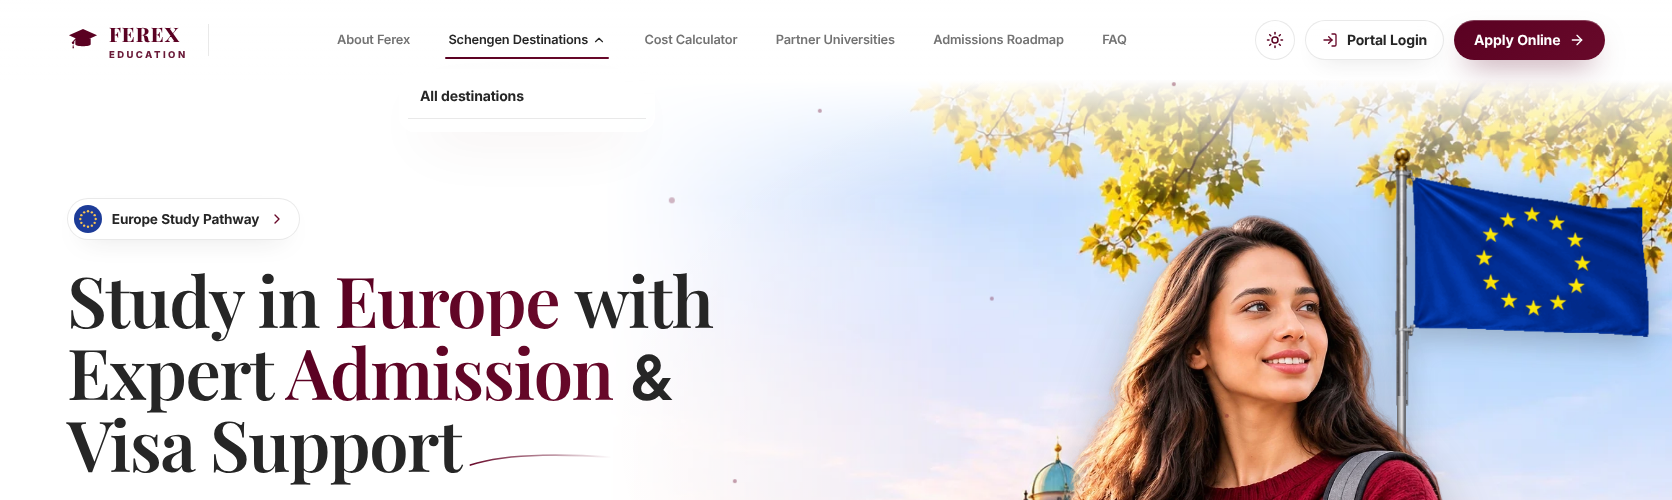 FEREX
EDUCATION
About Ferex
Schengen Destinations
Cost Calculator
Partner Universities
Admissions Roadmap
FAQ
Portal Login
Apply Online
All destinations
Europe Study Pathway
Study in Europe with
Expert Admission &
Visa Support